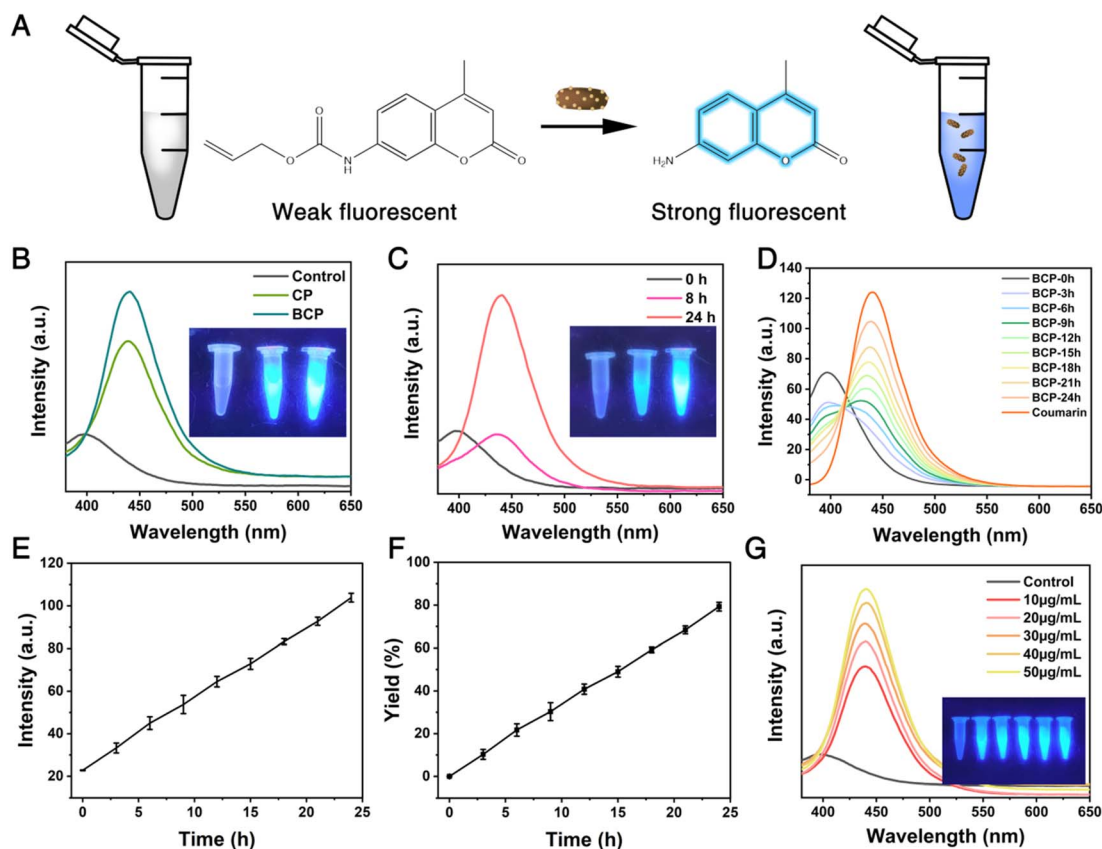 A
O
O
N
H
O
O
Weak fluorescent
H₂N
O
O
Strong fluorescent
B
Intensity (a.u.)
Control
CP
BCP
400
450
500
550
600
650
Wavelength (nm)
C
Intensity (a.u.)
0 h
8 h
24 h
400
450
500
550
600
650
Wavelength (nm)
D
Intensity (a.u.)
140
120
100
80
60
40
20
0
BCP-0h
BCP-3h
BCP-6h
BCP-9h
BCP-12h
BCP-15h
BCP-18h
BCP-21h
BCP-24h
Coumarin
400
450
500
550
600
650
Wavelength (nm)
E
Intensity (a.u.)
120
100
80
60
40
20
0
5
10
15
20
25
Time (h)
F
Yield (%)
100
80
60
40
20
0
0
5
10
15
20
25
Time (h)
G
Intensity (a.u.)
Control
10μg/mL
20μg/mL
30μg/mL
40μg/mL
50μg/mL
400
450
500
550
600
650
Wavelength (nm)